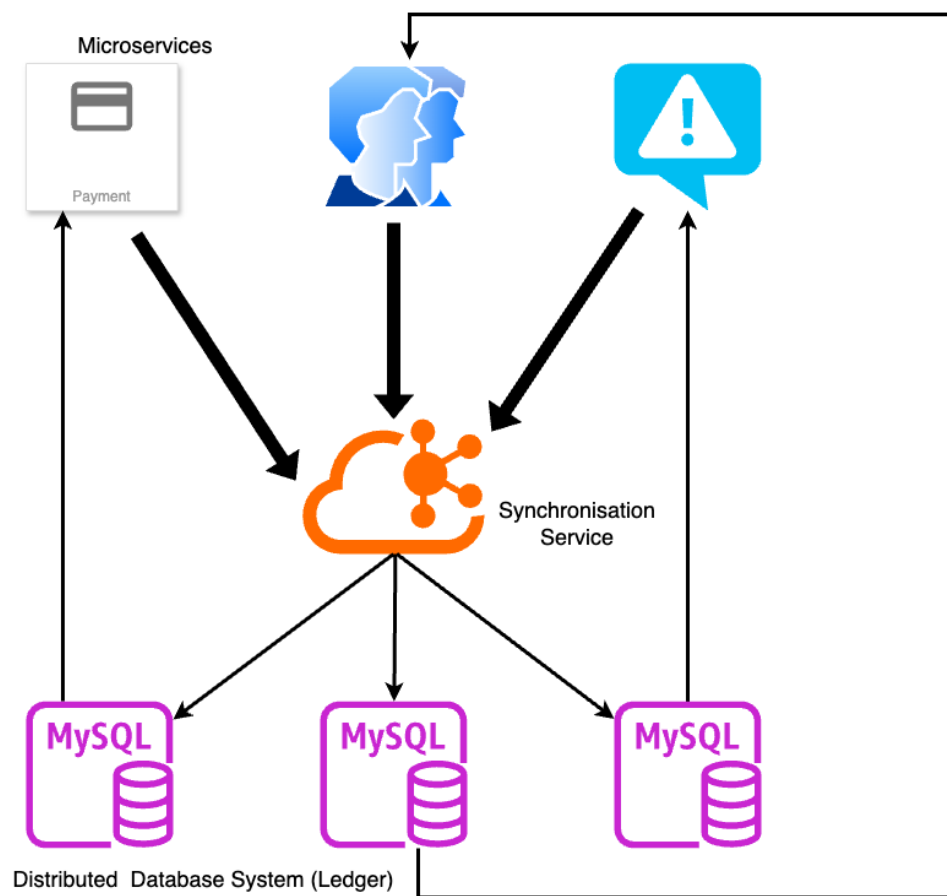 Microservices
Payment
!
Synchronisation
Service
MySQL
MySQL
MySQL
Distributed Database System (Ledger)